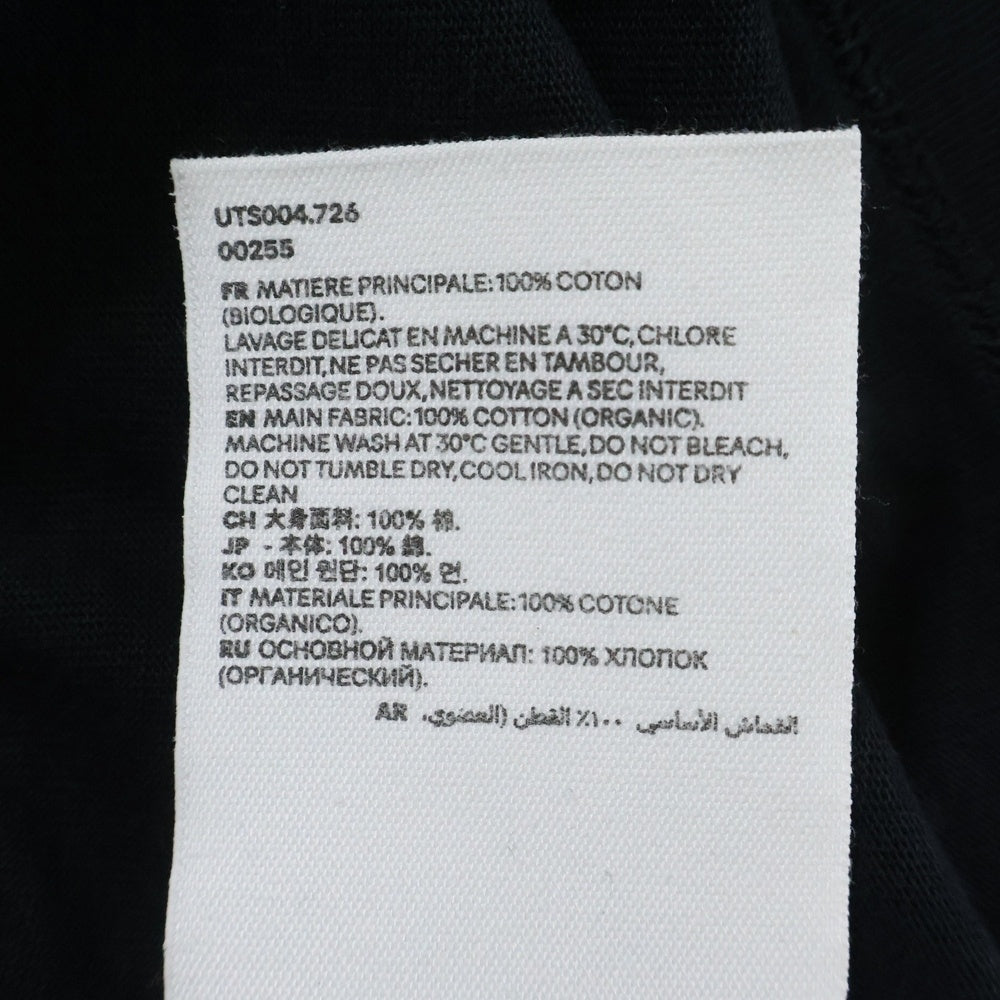 UTS004.726
00255
FR MATIERE PRINCIPALE: 100% COTON
(BIOLOGIQUE).
LAVAGE DELICAT EN MACHINE A 30°C, CHLORE
INTERDIT, NE PAS SECHER EN TAMBOUR,
REPASSAGE DOUX, NETTOYAGE A SEC INTERDIT
EN MAIN FABRIC: 100% COTTON (ORGANIC).
MACHINE WASH AT 30°C GENTLE, DO NOT BLEACH,
DO NOT TUMBLE DRY, COOL IRON, DO NOT DRY
CLEAN
CH 大身面料: 100% 棉.
JP - 本体: 100% 綿.
KO 메인 원단: 100% 면.
IT MATERIALE PRINCIPALE: 100% COTONE
(ORGANICO).
RU ОСНОВНОЙ МАТЕРИАЛ: 100% ХЛОПОК
(ОРГАНИЧЕСКИЙ).
القماش الأساسي ١٠٠٪ القطن (العضوي. AR